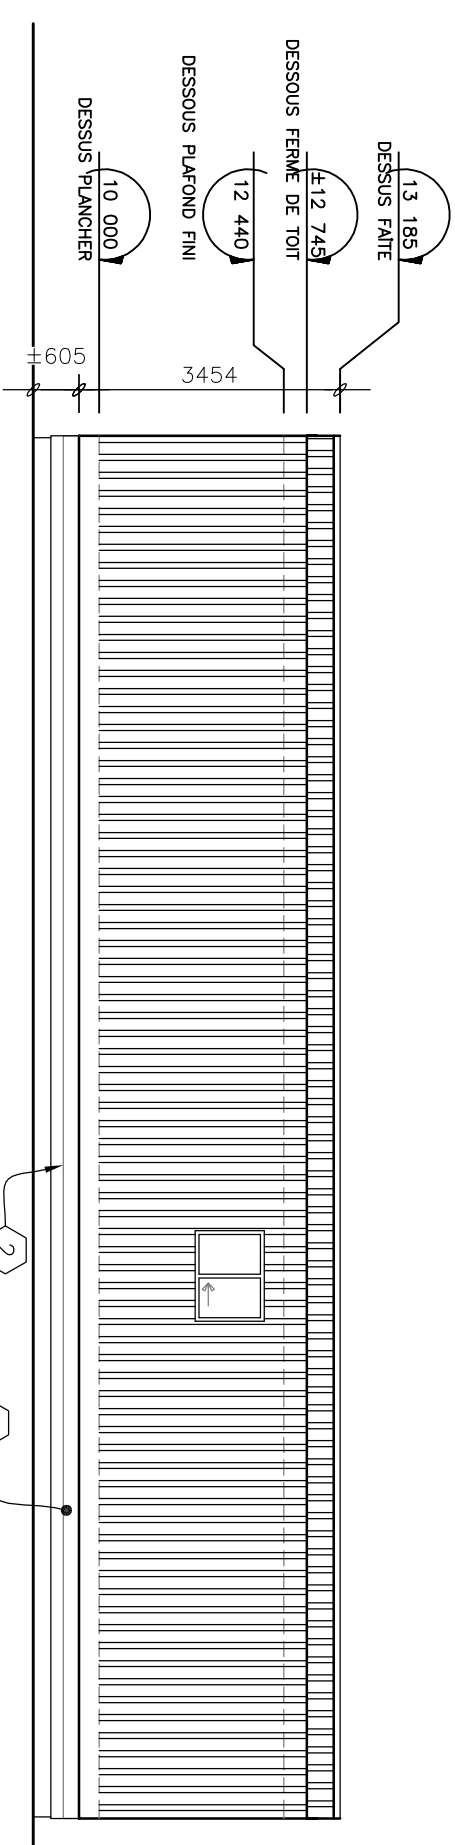 13 185
DESSUS FAÎTE
±12 745
DESSOUS FERME DE TOIT
12 440
DESSOUS PLAFOND FINI
10 000
DESSUS PLANCHER
3454
±605
2